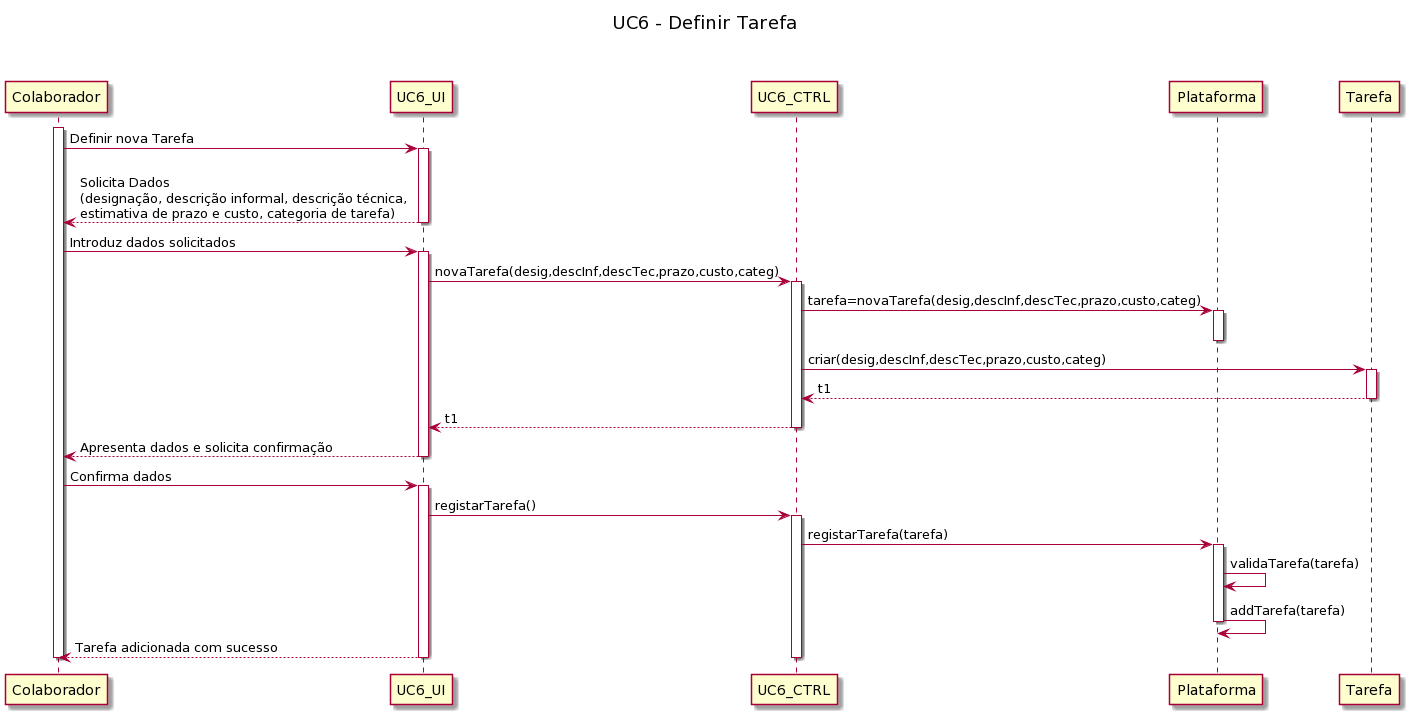 UC6 - Definir Tarefa
Colaborador
UC6_UI
UC6_CTRL
Plataforma
Tarefa
Definir nova Tarefa
Solicita Dados
(designação, descrição informal, descrição técnica,
estimativa de prazo e custo, categoria de tarefa)
Introduz dados solicitados
novaTarefa(desig,descInf,descTec,prazo,custo,categ)
tarefa=novaTarefa(desig,descInf,descTec,prazo,custo,categ)
criar(desig,descInf,descTec,prazo,custo,categ)
t1
t1
Apresenta dados e solicita confirmação
Confirma dados
registarTarefa()
registarTarefa(tarefa)
validaTarefa(tarefa)
addTarefa(tarefa)
Tarefa adicionada com sucesso
Colaborador
UC6_UI
UC6_CTRL
Plataforma
Tarefa